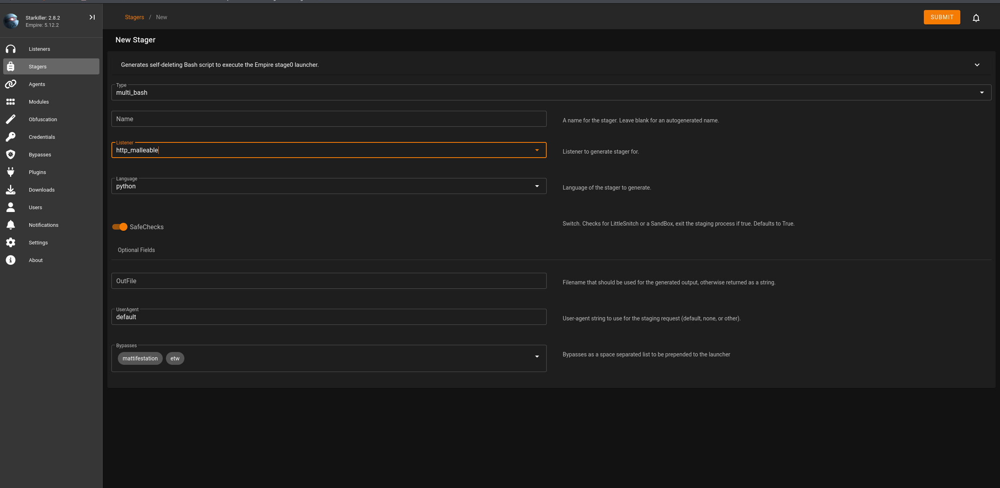 Starkiller: 2.8.2
Empire: 5.12.2
Listeners
Stagers
Agents
Modules
Obfuscation
Credentials
Bypasses
Plugins
Downloads
Users
Notifications
Settings
About
Stagers / New
SUBMIT
New Stager
Generates self-deleting Bash script to execute the Empire stage0 launcher.
Type
multi_bash
Name
A name for the stager. Leave blank for an autogenerated name.
Listener
http_malleable
Listener to generate stager for.
Language
python
Language of the stager to generate.
SafeChecks
Switch. Checks for LittleSnitch or a SandBox, exit the staging process if true. Defaults to True.
Optional Fields
OutFile
Filename that should be used for the generated output, otherwise returned as a string.
UserAgent
default
User-agent string to use for the staging request (default, none, or other).
Bypasses
mattifestation etw
Bypasses as a space separated list to be prepended to the launcher